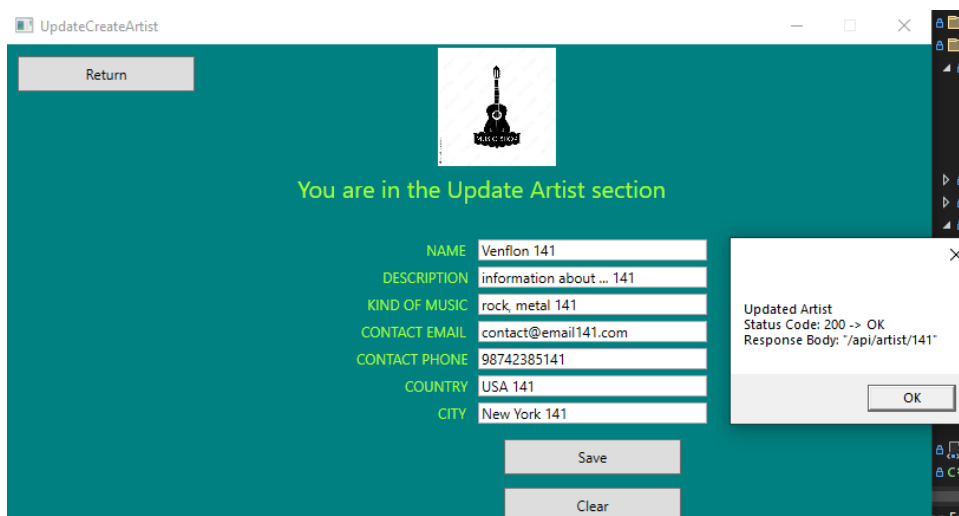 UpdateCreateArtist
Return
MUSIC SHOP
You are in the Update Artist section
NAME Venflon 141
DESCRIPTION information about ... 141
KIND OF MUSIC rock, metal 141
CONTACT EMAIL contact@email141.com
CONTACT PHONE 98742385141
COUNTRY USA 141
CITY New York 141
Save
Clear
Updated Artist
Status Code: 200 -> OK
Response Body: "/api/artist/141"
OK